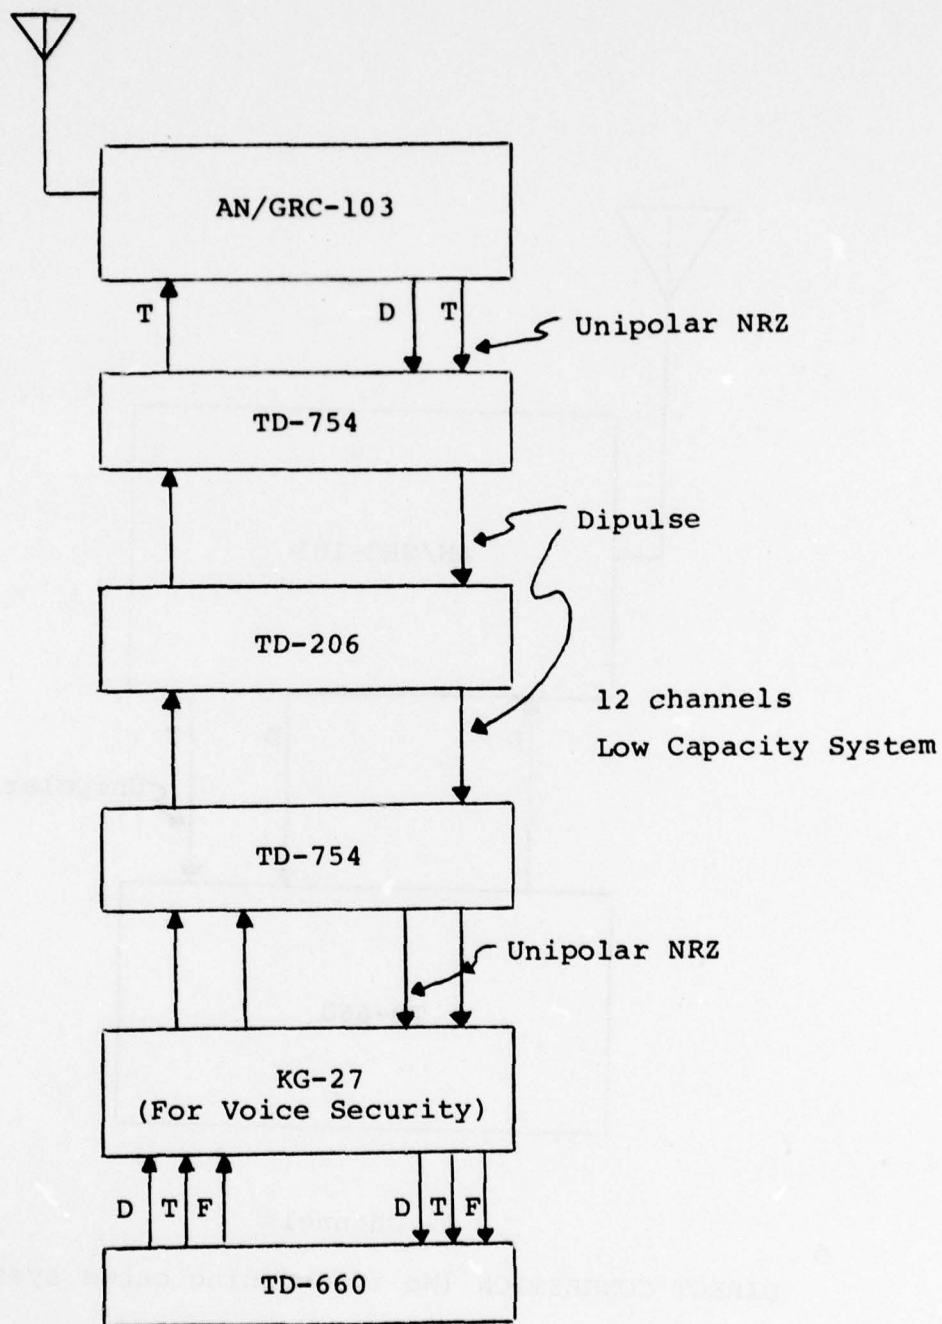 AN/GRC-103
T
D
T
Unipolar NRZ
TD-754
Dipulse
TD-206
12 channels
Low Capacity System
TD-754
Unipolar NRZ
KG-27
(For Voice Security)
D T F
D T F
TD-660